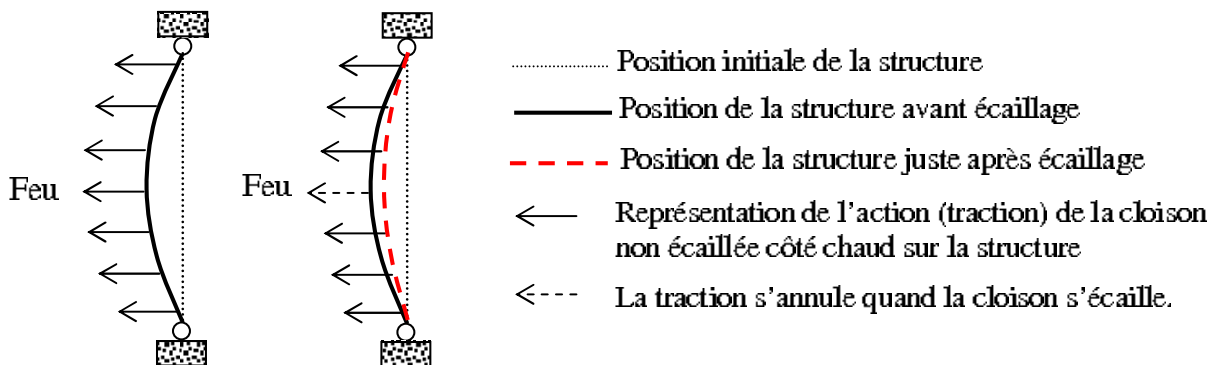 Position initiale de la structure
Position de la structure avant écaillage
Position de la structure juste après écaillage
Feu
Feu
Représentation de l'action (traction) de la cloison
non écaillée côté chaud sur la structure
La traction s'annule quand la cloison s'écaille.